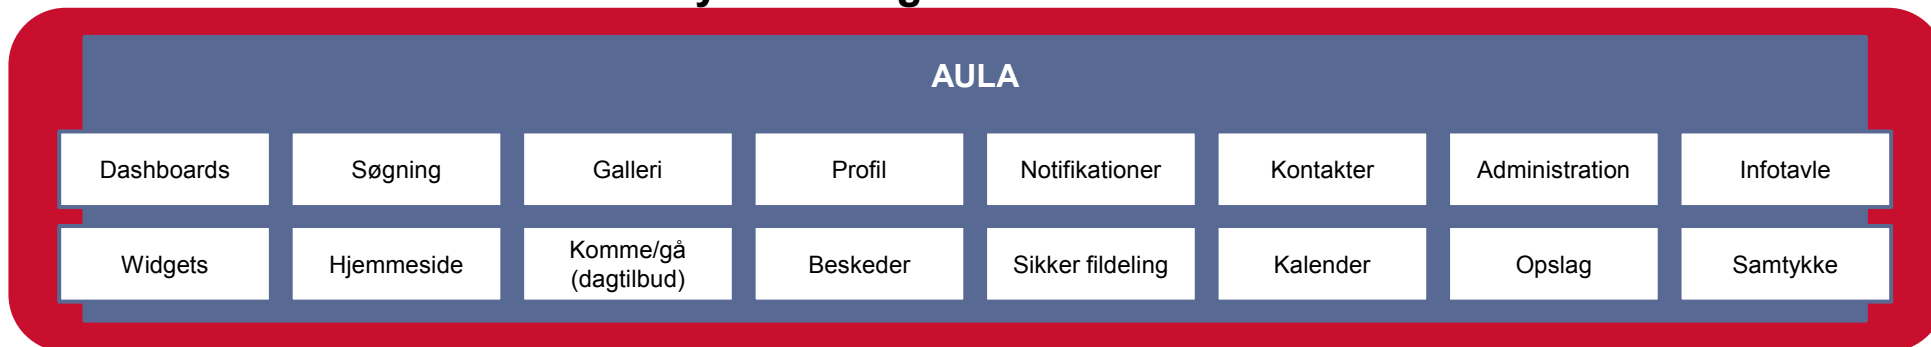 AULA
Dashboards
Søgning
Galleri
Profil
Notifikationer
Kontakter
Administration
Infotavle
Widgets
Hjemmeside
Komme/gå
(dagtilbud)
Beskeder
Sikker fildeling
Kalender
Opslag
Samtykke